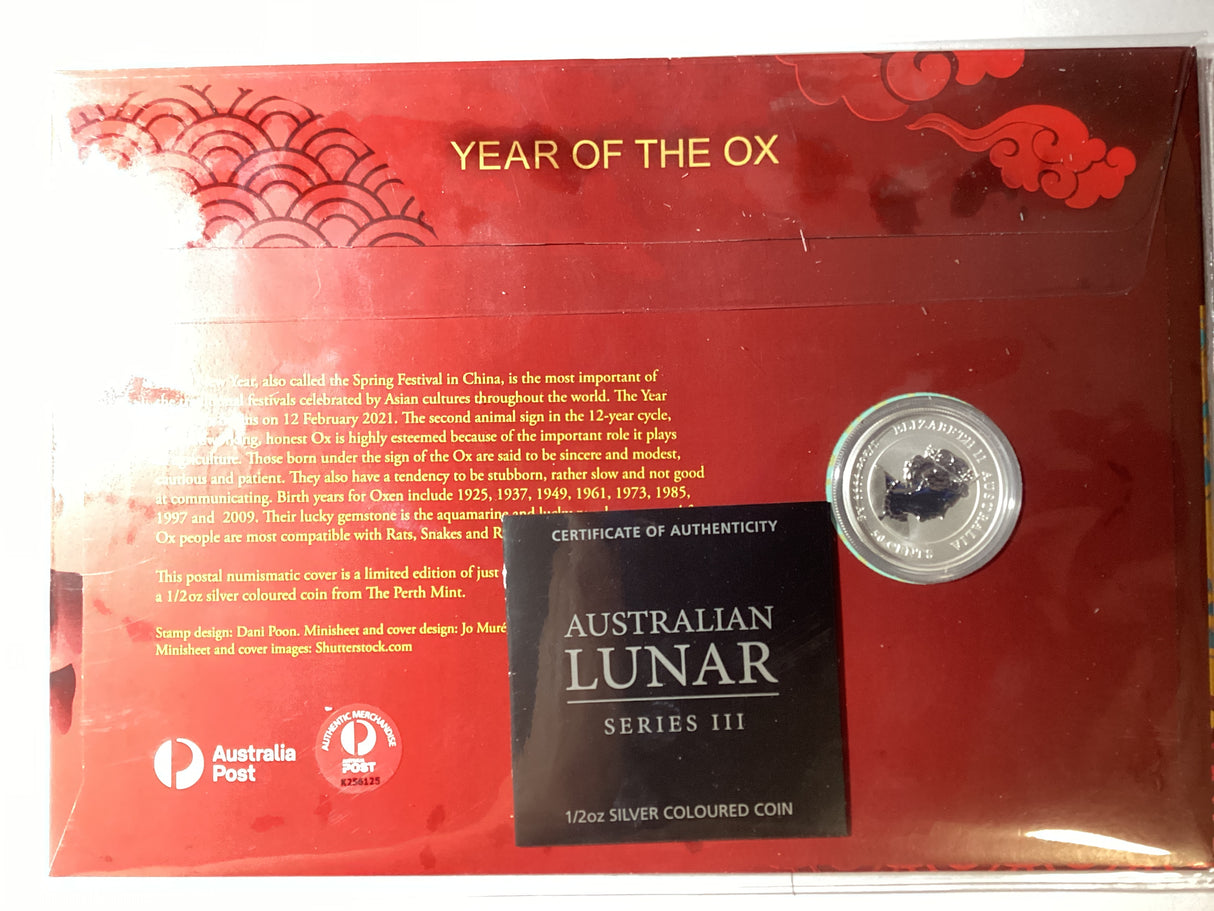 YEAR OF THE OX
Year, also called the Spring Festival in China, is the most important of
festivals celebrated by Asian cultures throughout the world. The Year
on 12 February 2021. The second animal sign in the 12-year cycle,
honest Ox is highly esteemed because of the important role it plays
Those born under the sign of the Ox are said to be sincere and modest,
cautious and patient. They also have a tendency to be stubborn, rather slow and not good
at communicating. Birth years for Oxen include 1925, 1937, 1949, 1961, 1973, 1985,
1997 and 2009. Their lucky gemstone is the aquamarine and lucky
Ox people are most compatible with Rats, Snakes and
This postal numismatic cover is a limited edition of just
a 1/2oz silver coloured coin from The Perth Mint.
Stamp design: Dani Poon. Minisheet and cover design: Jo Muré
Minisheet and cover images: Shutterstock.com
Australia
Post
AUTHENTIC MERCHANDISE
POST
K256125
CERTIFICATE OF AUTHENTICITY
AUSTRALIAN
LUNAR
SERIES III
1/2oz SILVER COLOURED COIN
ELIZABETH II AUSTRALIA
50 CENTS